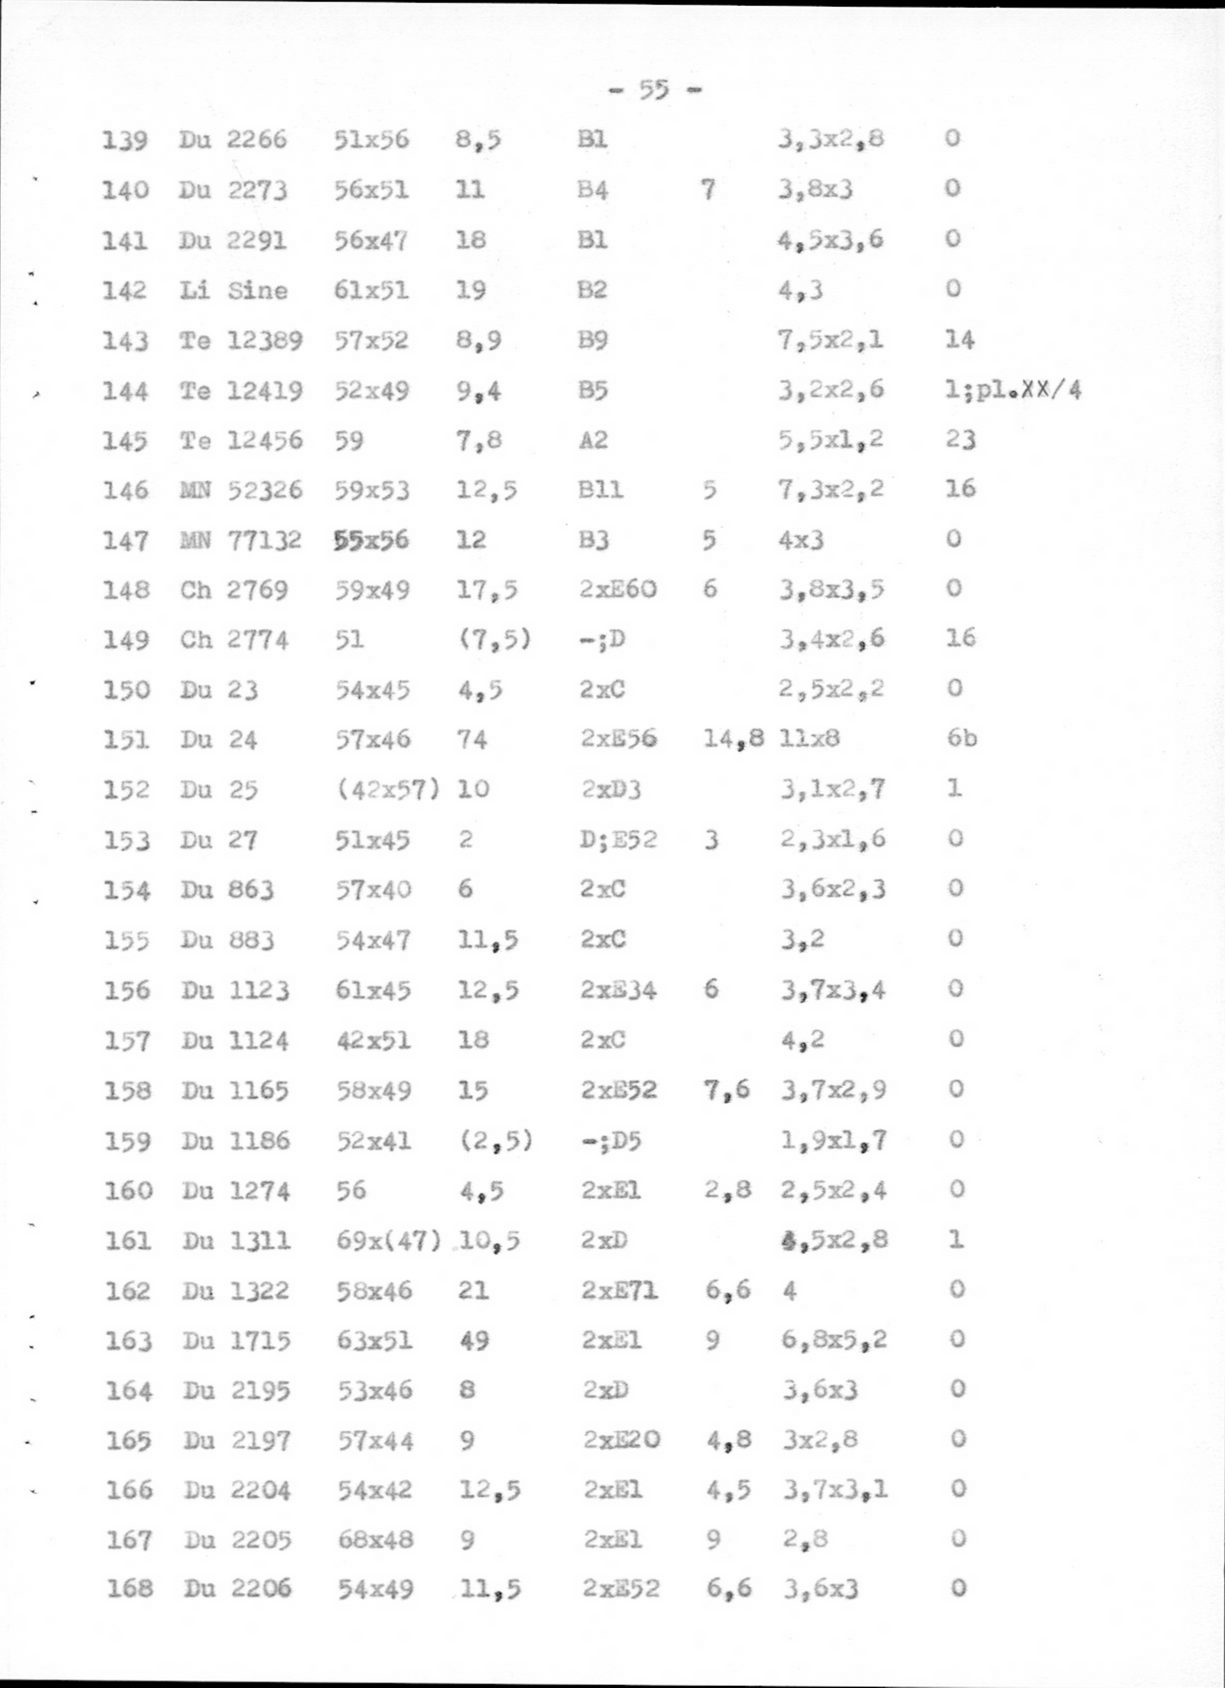 - 55 -
139 Du 2266 51x56 8,5 B1 3,3x2,8 0
140 Du 2273 56x51 11 B4 7 3,8x3 0
141 Du 2291 56x47 18 B1 4,5x3,6 0
142 Li Sine 61x51 19 B2 4,3 0
143 Te 12389 57x52 8,9 B9 7,5x2,1 14
144 Te 12419 52x49 9,4 B5 3,2x2,6 1;pl.XX/4
145 Te 12456 59 7,8 A2 5,5x1,2 23
146 MN 52326 59x53 12,5 B11 5 7,3x2,2 16
147 MN 77132 55x56 12 B3 5 4x3 0
148 Ch 2769 59x49 17,5 2xE60 6 3,8x3,5 0
149 Ch 2774 51 (7,5) -;D 3,4x2,6 16
150 Du 23 54x45 4,5 2xC 2,5x2,2 0
151 Du 24 57x46 74 2xE56 14,8 11x8 6b
152 Du 25 (42x57) 10 2xD3 3,1x2,7 1
153 Du 27 51x45 2 D;E52 3 2,3x1,6 0
154 Du 863 57x40 6 2xC 3,6x2,3 0
155 Du 883 54x47 11,5 2xC 3,2 0
156 Du 1123 61x45 12,5 2xE34 6 3,7x3,4 0
157 Du 1124 42x51 18 2xC 4,2 0
158 Du 1165 58x49 15 2xE52 7,6 3,7x2,9 0
159 Du 1186 52x41 (2,5) -;D5 1,9x1,7 0
160 Du 1274 56 4,5 2xE1 2,8 2,5x2,4 0
161 Du 1311 69x(47) 10,5 2xD 4,5x2,8 1
162 Du 1322 58x46 21 2xE71 6,6 4 0
163 Du 1715 63x51 49 2xE1 9 6,8x5,2 0
164 Du 2195 53x46 8 2xD 3,6x3 0
165 Du 2197 57x44 9 2xE20 4,8 3x2,8 0
166 Du 2204 54x42 12,5 2xE1 4,5 3,7x3,1 0
167 Du 2205 68x48 9 2xE1 9 2,8 0
168 Du 2206 54x49 11,5 2xE52 6,6 3,6x3 0